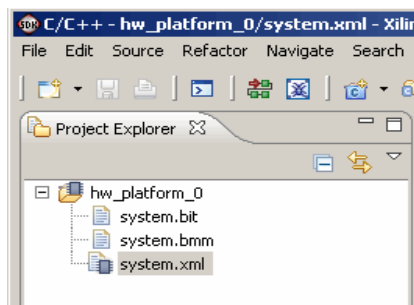 C/C++ - hw_platform_0/system.xml - Xilin
File Edit Source Refactor Navigate Search
Project Explorer
hw_platform_0
system.bit
system.bmm
system.xml